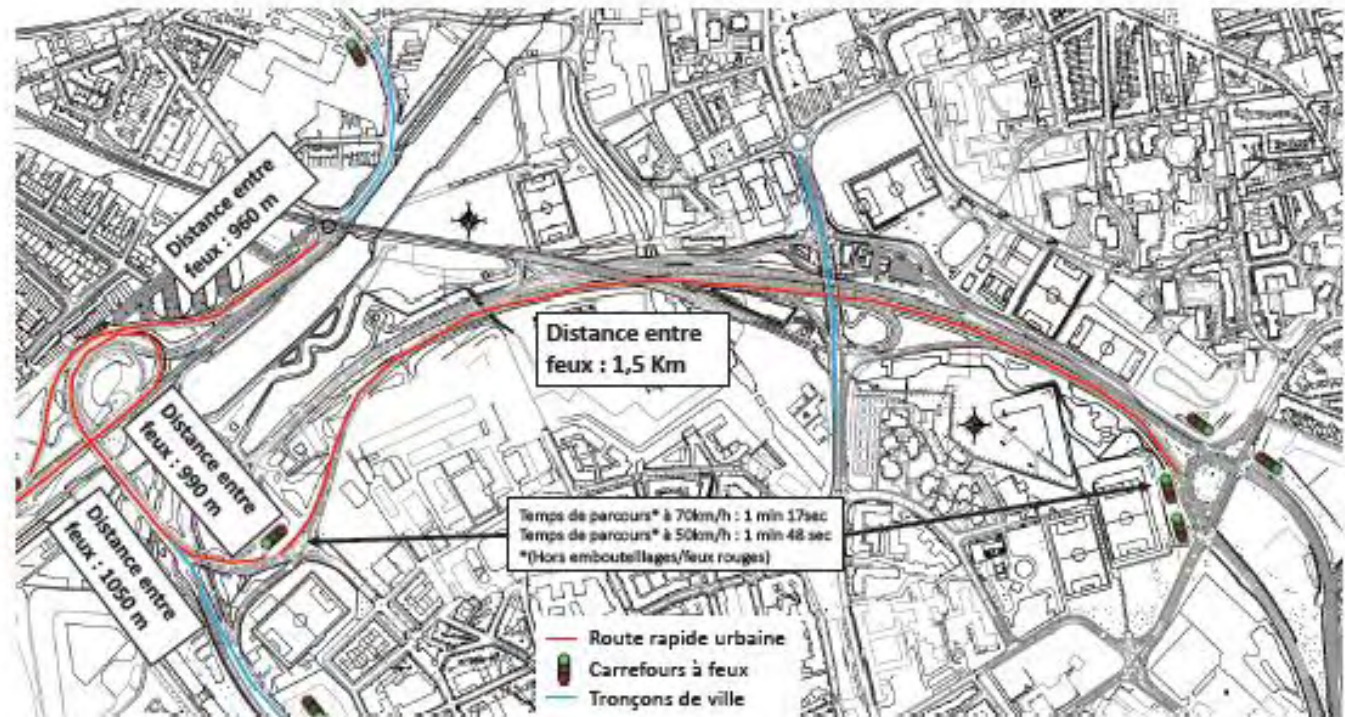 Distance entre
feux : 960 m
Distance entre
feux : 1,5 Km
Distance entre
feux : 990 m
Distance entre
feux : 1050 m
Temps de parcours* à 70km/h : 1 min 17sec
Temps de parcours* à 50km/h : 1 min 48 sec
*(Hors embouteillages/feux rouges)
Route rapide urbaine
Carrefours à feux
Tronçons de ville